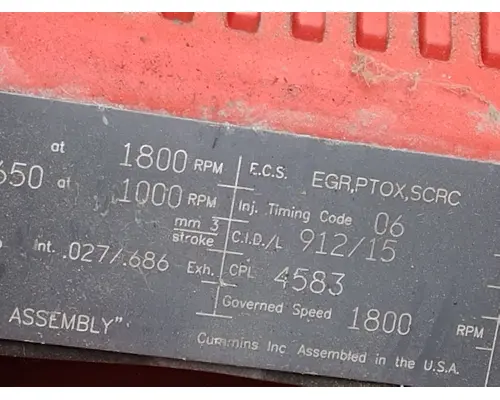 at 1800 RPM E.C.S. EGR,PTOX,SCRC
650 at 1000 RPM Inj. Timing Code 06
mm 3
stroke C.I.D./L 912/15
Int. .027/.686 Exh. CPL 4583
Governed Speed 1800 RPM
ASSEMBLY"
Cummins Inc Assembled in the U.S.A.